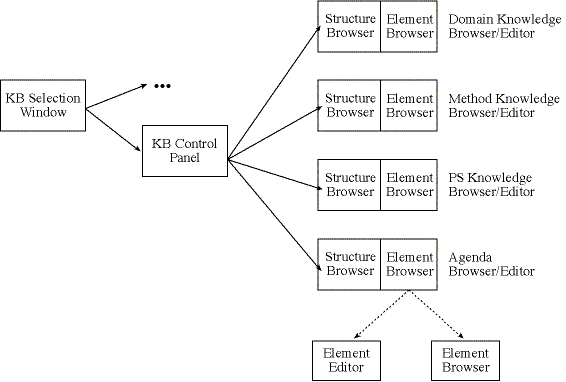 Structure Element Domain Knowledge
Browser Browser Browser/Editor
•••
KB Selection
Window
Structure Element Method Knowledge
Browser Browser Browser/Editor
KB Control
Panel
Structure Element PS Knowledge
Browser Browser Browser/Editor
Structure Element Agenda
Browser Browser Browser/Editor
Element
Editor
Element
Browser